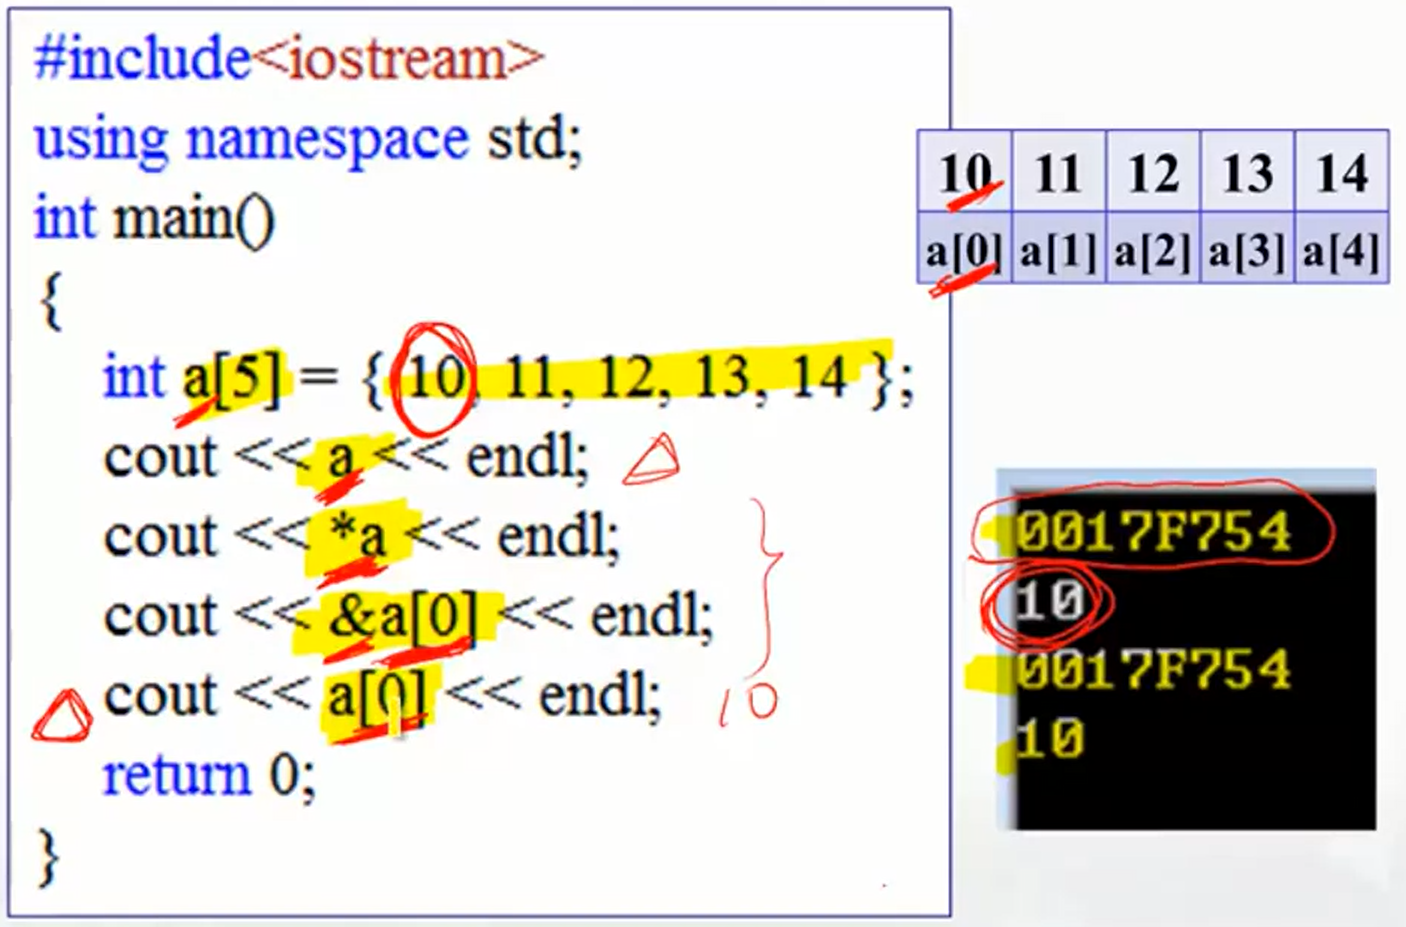 #include<iostream>
using namespace std;
int main()
{
int a[5] = { 10, 11, 12, 13, 14 };
cout << a << endl;
cout << *a << endl;
cout << &a[0] << endl;
cout << a[0] << endl;
10
return 0;
}
10 11 12 13 14
a[0] a[1] a[2] a[3] a[4]
0017F754
10
0017F754
10